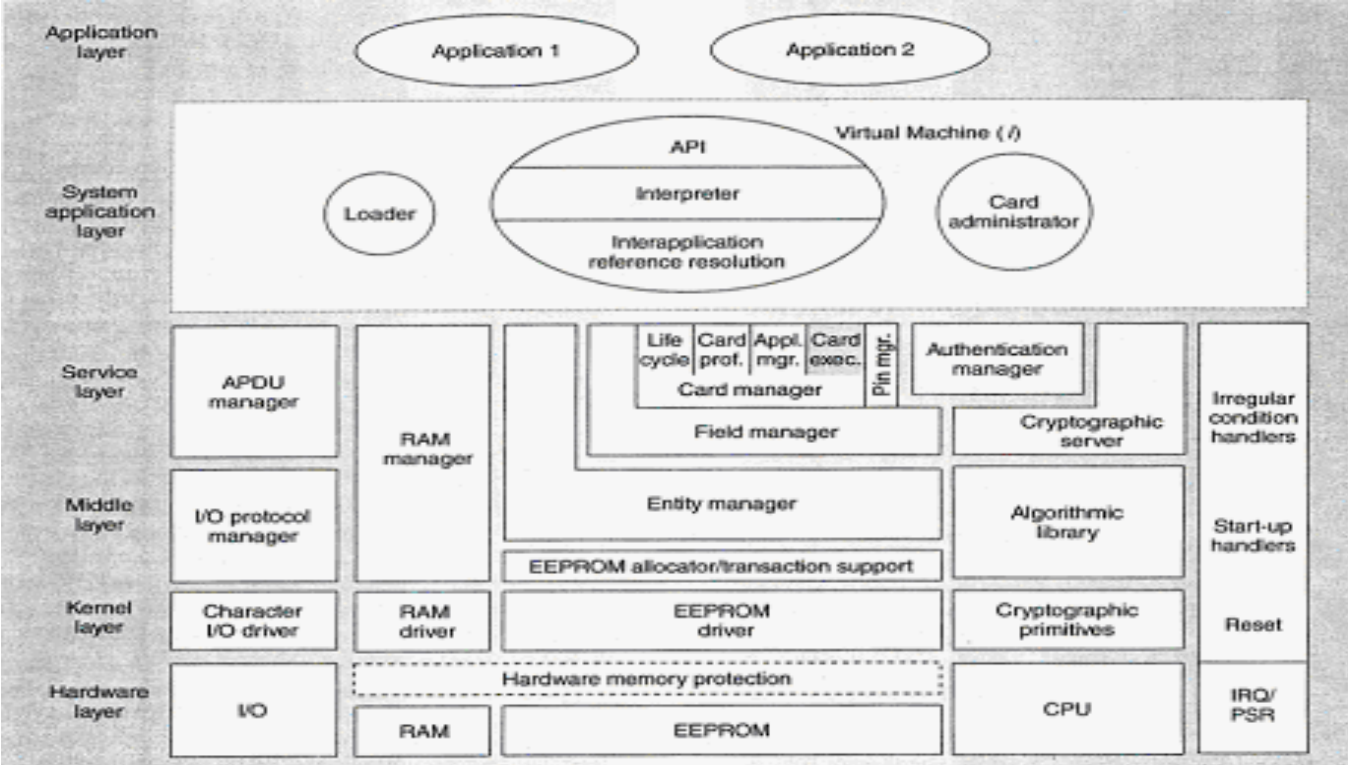 Application
layer
Application 1
Application 2
System
application
layer
Virtual Machine (i)
API
Interpreter
Interapplication
reference resolution
Loader
Card
administrator
Service
layer
APDU
manager
RAM
manager
Life
cycle
Card
prof.
Appl.
mgr.
Card
exec.
Pin mgr.
Card manager
Field manager
Authentication
manager
Cryptographic
server
Irregular
condition
handlers
Middle
layer
I/O protocol
manager
Entity manager
EEPROM allocator/transaction support
Algorithmic
library
Start-up
handlers
Kernel
layer
Character
I/O driver
RAM
driver
EEPROM
driver
Cryptographic
primitives
Reset
Hardware
layer
I/O
Hardware memory protection
RAM
EEPROM
CPU
IRQ/
PSR